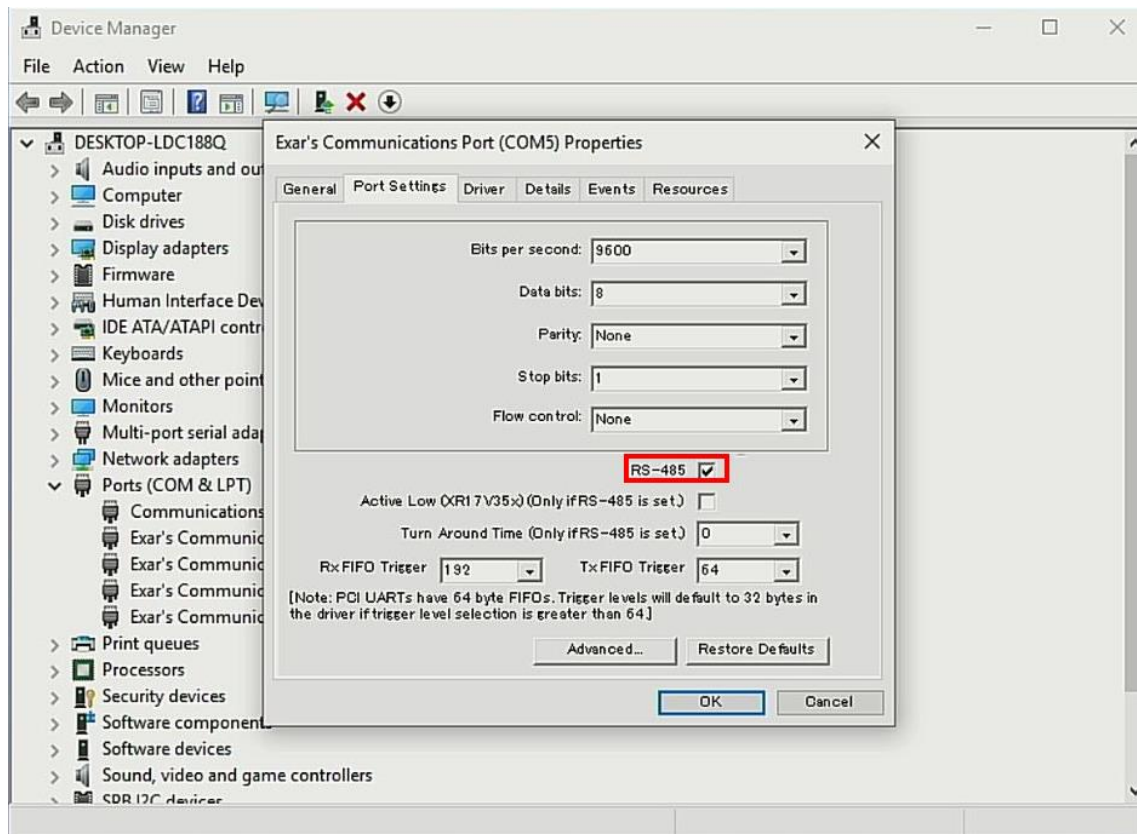 Device Manager
File Action View Help
DESKTOP-LDC188Q
Audio inputs and ou
Computer
Disk drives
Display adapters
Firmware
Human Interface Dev
IDE ATA/ATAPI contr
Keyboards
Mice and other point
Monitors
Multi-port serial adap
Network adapters
Ports (COM & LPT)
Communications
Exar's Communic
Exar's Communic
Exar's Communic
Exar's Communic
Print queues
Processors
Security devices
Software component
Software devices
Sound, video and game controllers
SPB I2C devices
Exar's Communications Port (COM5) Properties
General Port Settings Driver Details Events Resources
Bits per second: 9600
Data bits: 8
Parity: None
Stop bits: 1
Flow control: None
RS-485
Active Low (XR17V35x) (Only if RS-485 is set.)
Turn Around Time (Only if RS-485 is set.) 0
Rx FIFO Trigger 192 Tx FIFO Trigger 64
[Note: PCI UARTs have 64 byte FIFOs. Trigger levels will default to 32 bytes in
the driver if trigger level selection is greater than 64.]
Advanced... Restore Defaults
OK Cancel